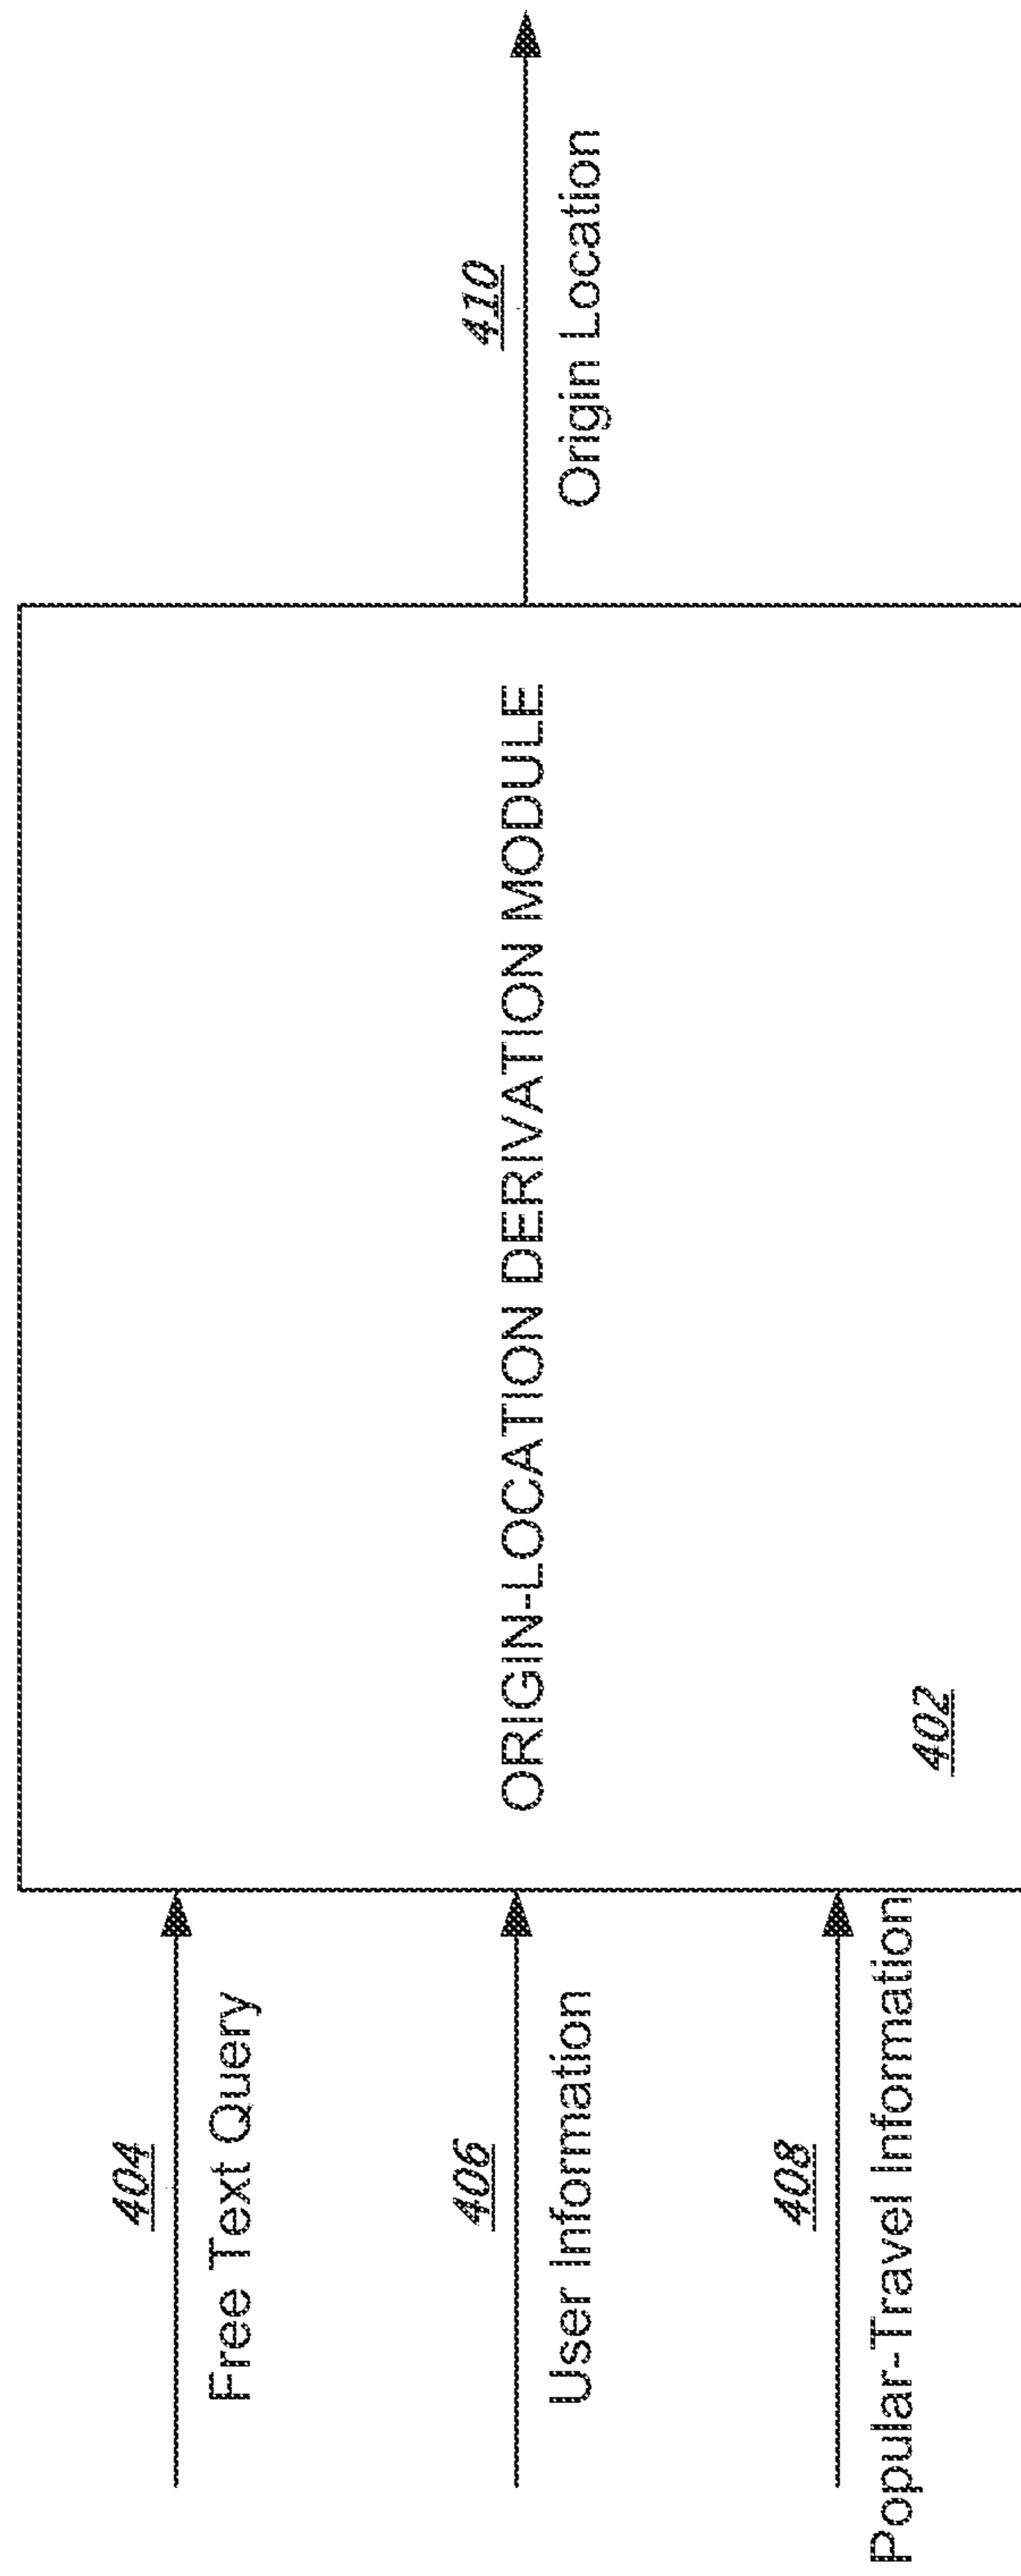 404
Free Text Query
406
User Information
408
Popular-Travel Information
ORIGIN-LOCATION DERIVATION MODULE
402
410
Origin Location